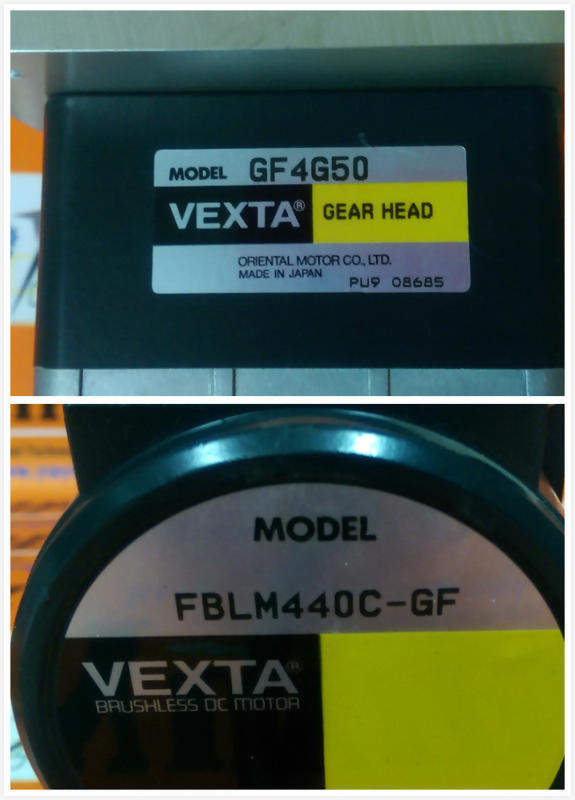 MODEL GF4G50
VEXTA® GEAR HEAD
ORIENTAL MOTOR CO., LTD.
MADE IN JAPAN
PU9 08685
MODEL
FBLM440C-GF
VEXTA®
BRUSHLESS DC MOTOR